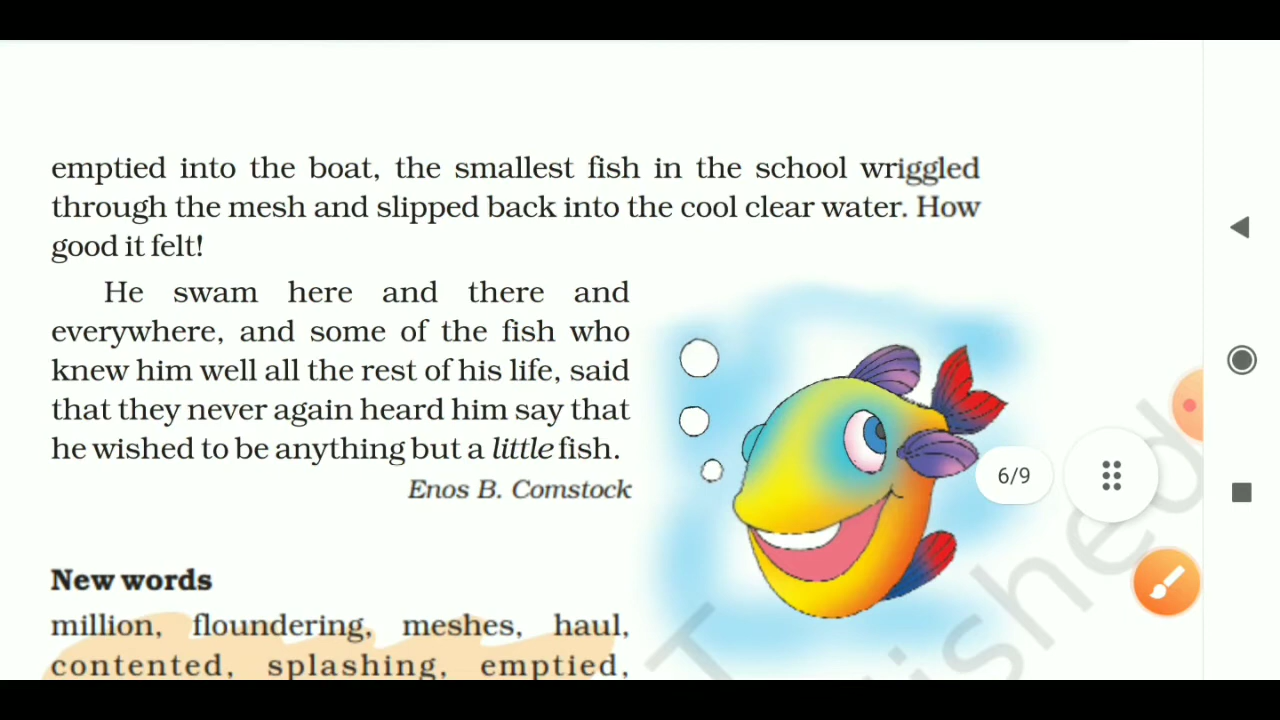 emptied into the boat, the smallest fish in the school wriggled
through the mesh and slipped back into the cool clear water. How
good it felt!
He swam here and there and
everywhere, and some of the fish who
knew him well all the rest of his life, said
that they never again heard him say that
he wished to be anything but a little fish.
Enos B. Comstock
6/9
New words
million, floundering, meshes, haul,
contented, splashing, emptied,